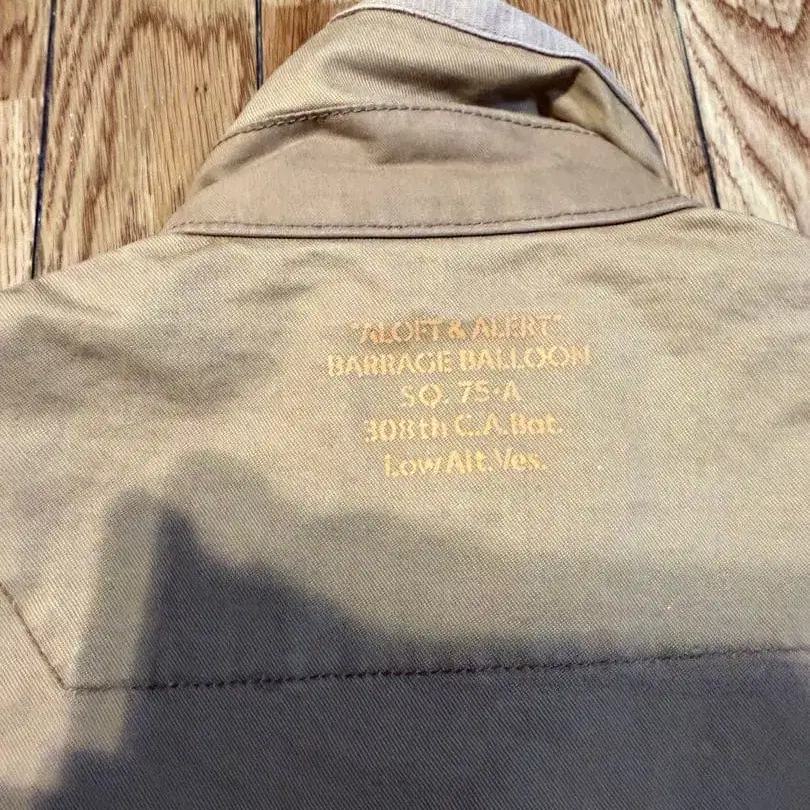 "ALOFT & ALERT"
BARRAGE BALLOON
SQ. 75-A
308th C.A. Bat.
Low Alt. Ves.